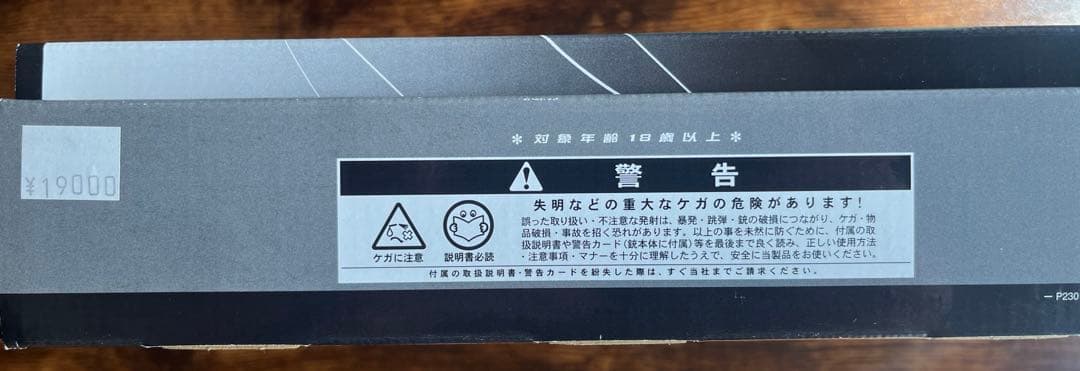 ＊対象年齢18歳以上＊
¥19000
警告
失明などの重大なケガの危険があります！
誤った取り扱い・不注意な発射は、暴発・跳弾・銃の破損につながり、ケガ・物
品破損・事故を招く恐れがあります。以上の事を未然に防ぐために、付属の取
扱説明書や警告カード(銃本体に付属)等を最後まで良く読み、正しい使用方法
・注意事項・マナーを十分に理解したうえで、安全に当製品をお使いください。
ケガに注意
説明書必読
付属の取扱説明書・警告カードを紛失した際は、すぐ当社までご請求ください。
— P230